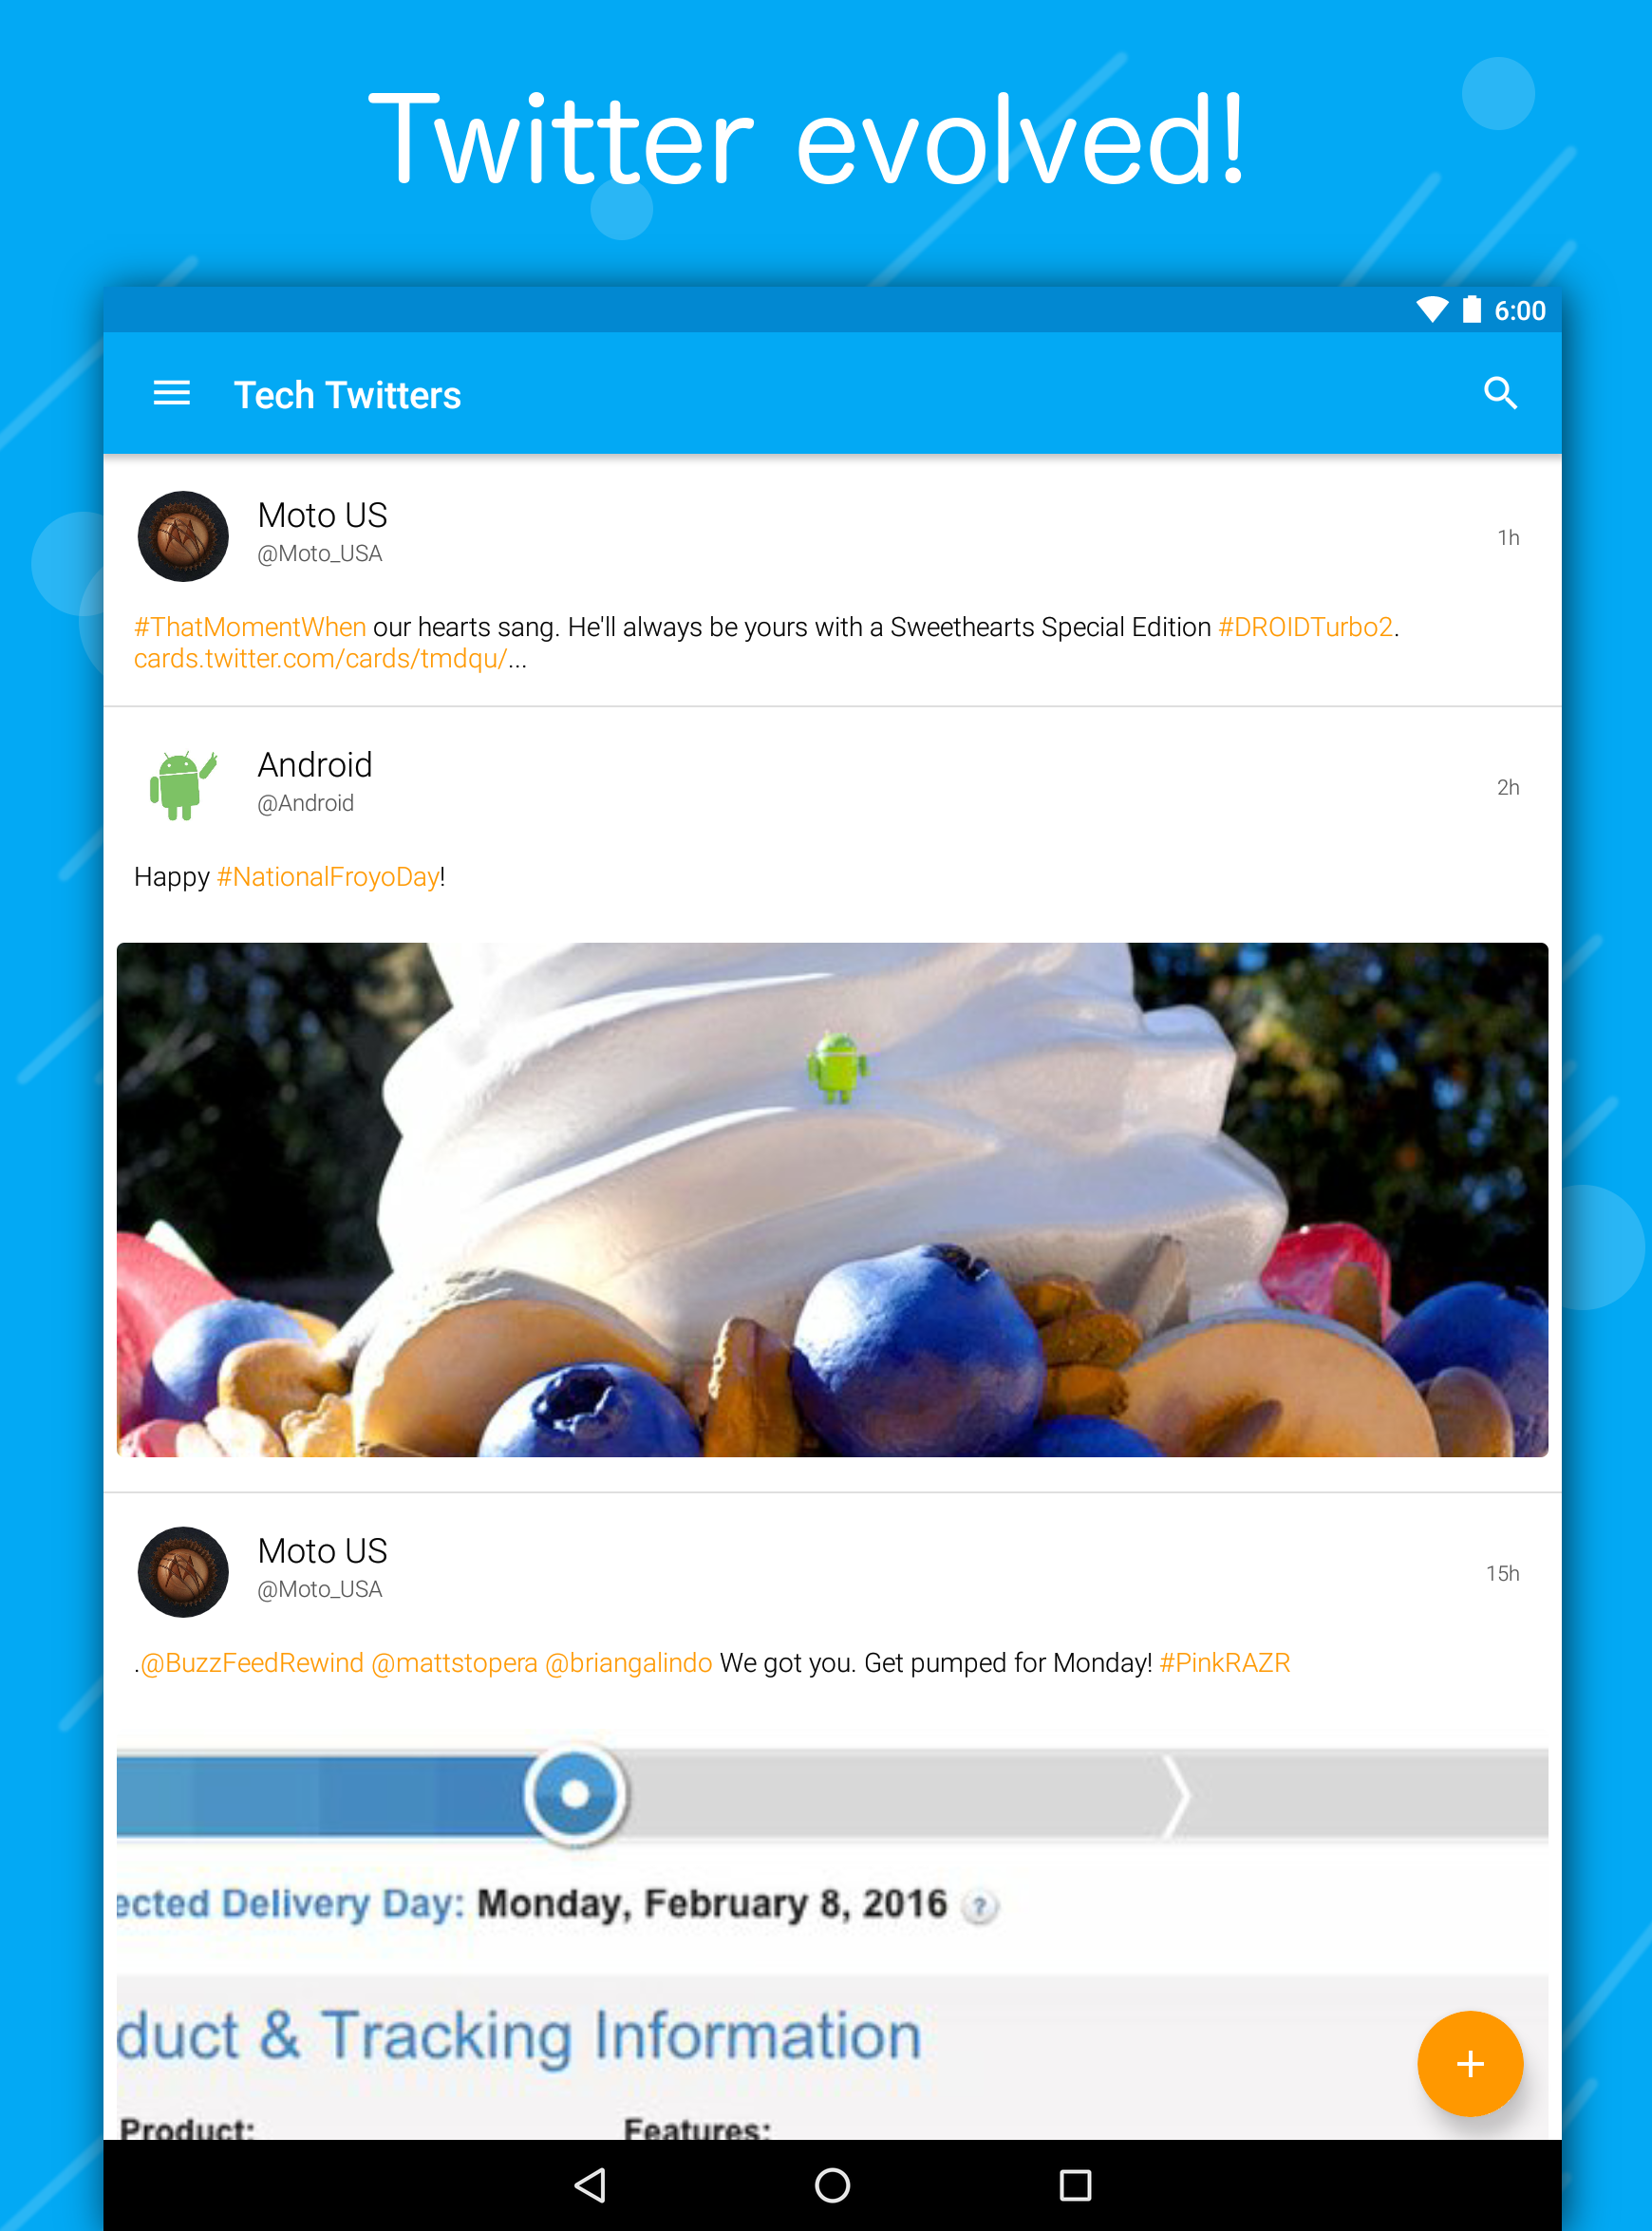 Twitter evolved!
6:00
Tech Twitters
Moto US
@Moto_USA
1h
#ThatMomentWhen our hearts sang. He'll always be yours with a Sweethearts Special Edition #DROIDTurbo2.
cards.twitter.com/cards/tmdqu/...
Android
@Android
2h
Happy #NationalFroyoDay!
Moto US
@Moto_USA
15h
.@BuzzFeedRewind @mattstopera @briangalindo We got you. Get pumped for Monday! #PinkRAZR
ected Delivery Day: Monday, February 8, 2016 ?
duct & Tracking Information
Product: Features: